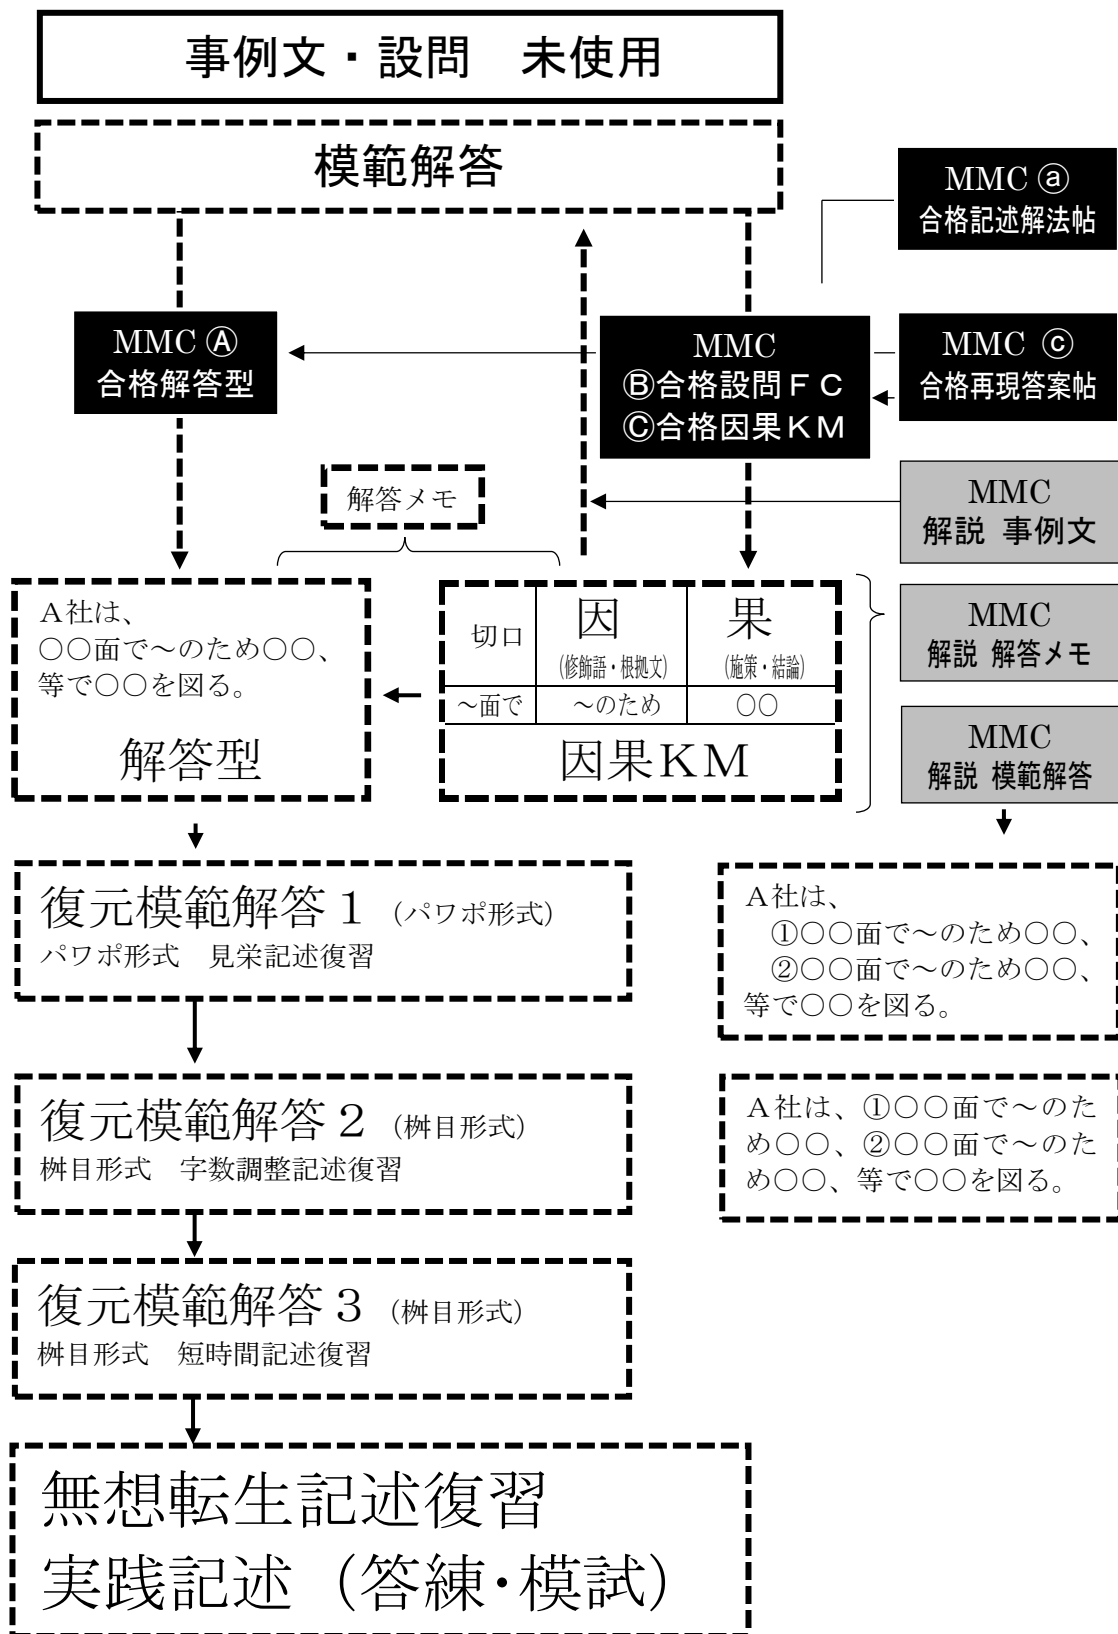 事例文・設問　未使用
模範解答
MMC ⓐ
合格記述解法帖
MMC Ⓐ
合格解答型
MMC
Ⓑ合格設問ＦＣ
Ⓒ合格因果ＫＭ
MMC ⓒ
合格再現答案帖
解答メモ
MMC
解説 事例文
A社は、
○○面で～のため○○、
等で○○を図る。
解答型
切口
因
(修飾語・根拠文)
果
(施策・結論)
～面で
～のため
○○
因果KM
MMC
解説 解答メモ
MMC
解説 模範解答
復元模範解答１ (パワポ形式)
パワポ形式　見栄記述復習
A社は、
①○○面で～のため○○、
②○○面で～のため○○、
等で○○を図る。
復元模範解答２ (桝目形式)
桝目形式　字数調整記述復習
A社は、①○○面で～のた
め○○、②○○面で～のた
め○○、等で○○を図る。
復元模範解答３ (桝目形式)
桝目形式　短時間記述復習
無想転生記述復習
実践記述（答練・模試）